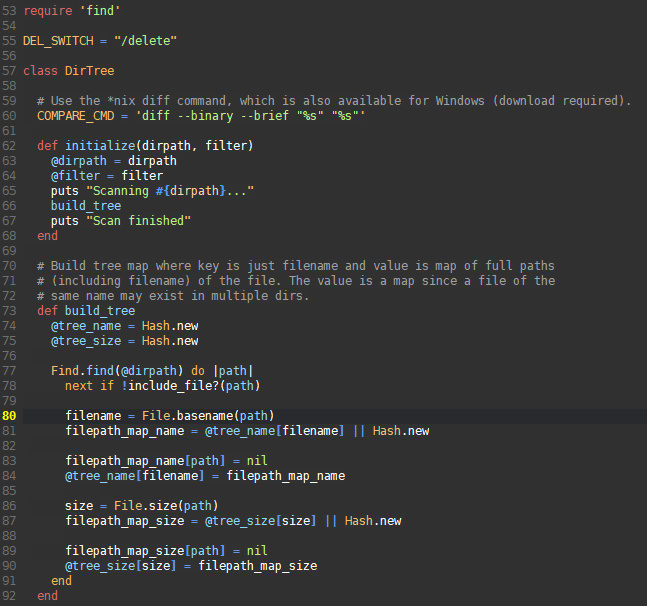 53 require 'find'
54
55 DEL_SWITCH = "/delete"
56
57 class DirTree
58
59   # Use the *nix diff command, which is also available for Windows (download required).
60   COMPARE_CMD = 'diff --binary --brief "%s" "%s"'
61
62   def initialize(dirpath, filter)
63     @dirpath = dirpath
64     @filter = filter
65     puts "Scanning #{dirpath}..."
66     build_tree
67     puts "Scan finished"
68   end
69
70   # Build tree map where key is just filename and value is map of full paths
71   # (including filename) of the file. The value is a map since a file of the
72   # same name may exist in multiple dirs.
73   def build_tree
74     @tree_name = Hash.new
75     @tree_size = Hash.new
76
77     Find.find(@dirpath) do |path|
78       next if !include_file?(path)
79
80       filename = File.basename(path)
81       filepath_map_name = @tree_name[filename] || Hash.new
82
83       filepath_map_name[path] = nil
84       @tree_name[filename] = filepath_map_name
85
86       size = File.size(path)
87       filepath_map_size = @tree_size[size] || Hash.new
88
89       filepath_map_size[path] = nil
90       @tree_size[size] = filepath_map_size
91     end
92   end